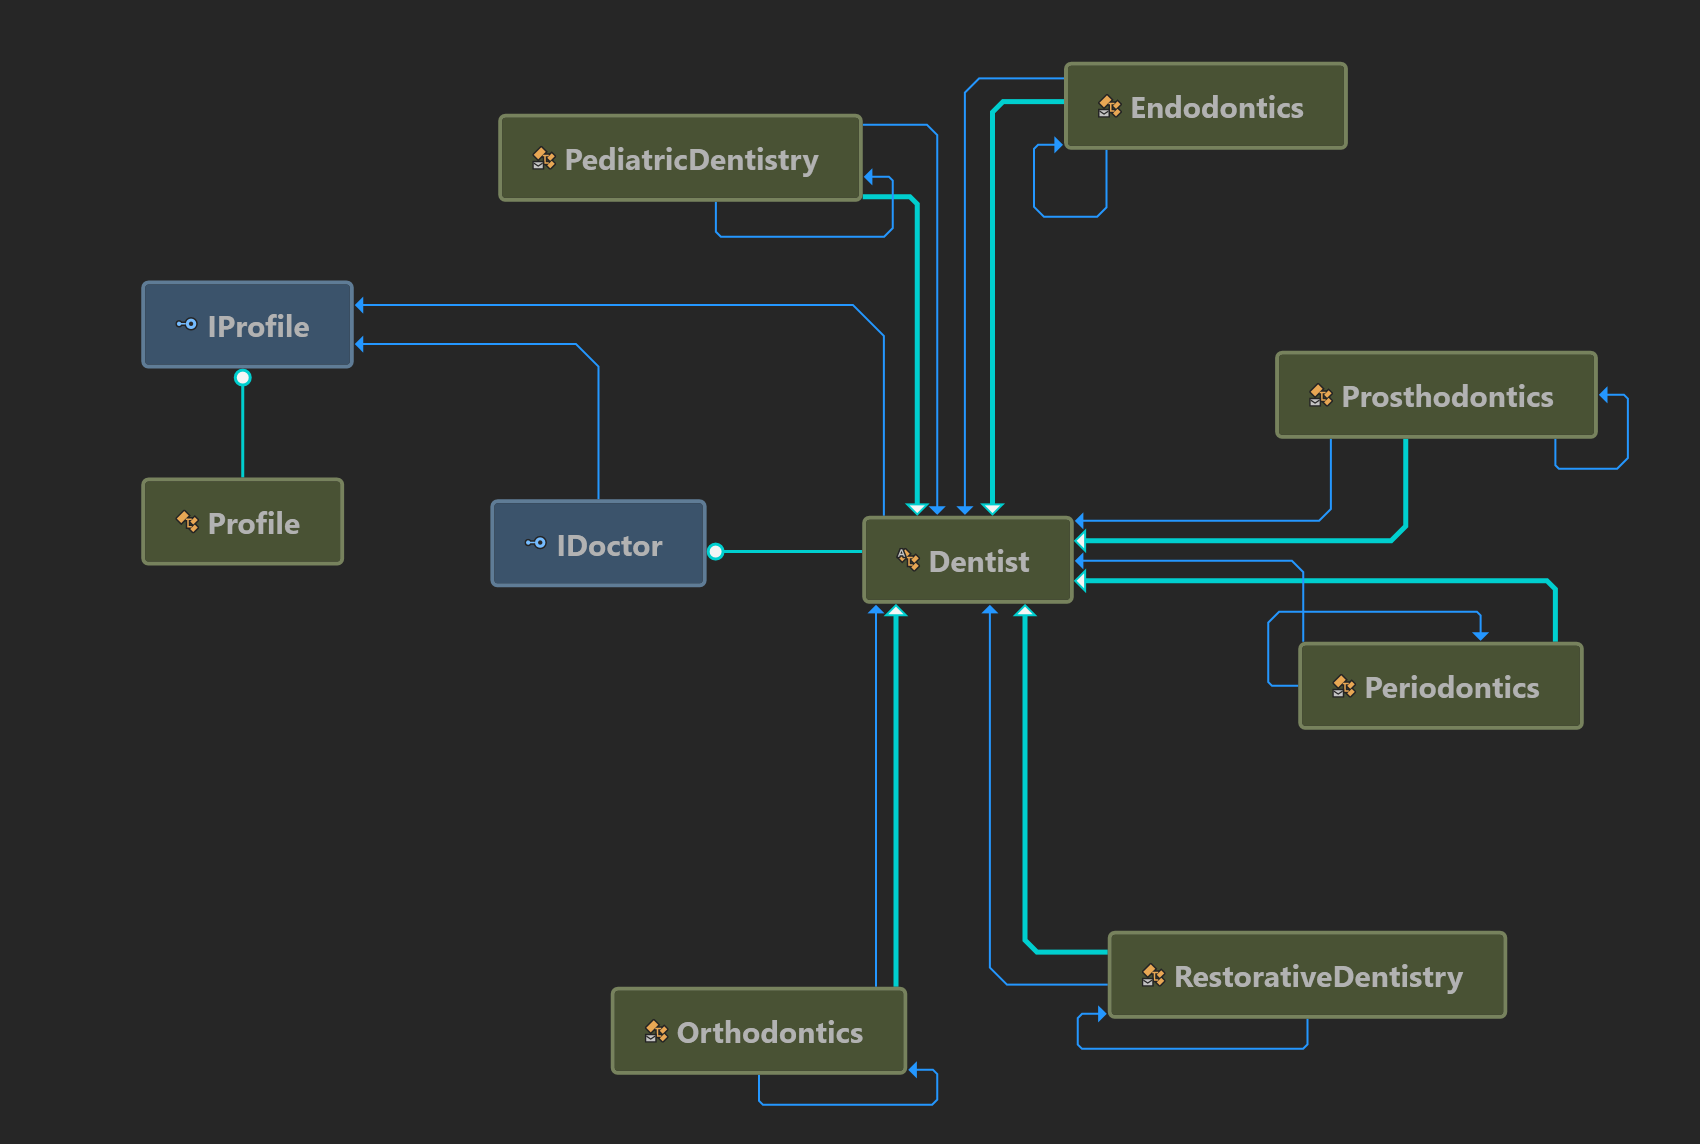 Endodontics
PediatricDentistry
IProfile
Prosthodontics
Profile
IDoctor
Dentist
Periodontics
RestorativeDentistry
Orthodontics